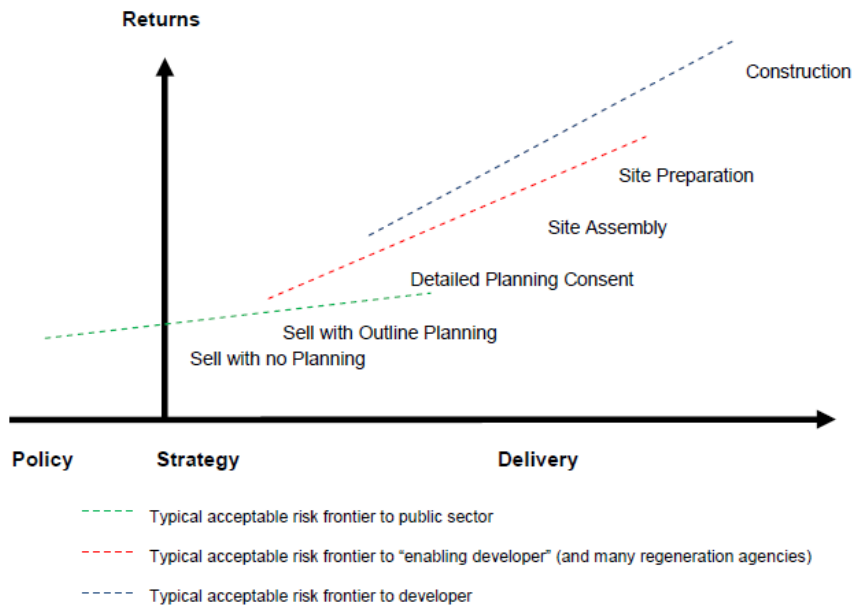 Returns
Construction
Site Preparation
Site Assembly
Detailed Planning Consent
Sell with Outline Planning
Sell with no Planning
Policy Strategy Delivery
Typical acceptable risk frontier to public sector
Typical acceptable risk frontier to “enabling developer” (and many regeneration agencies)
Typical acceptable risk frontier to developer